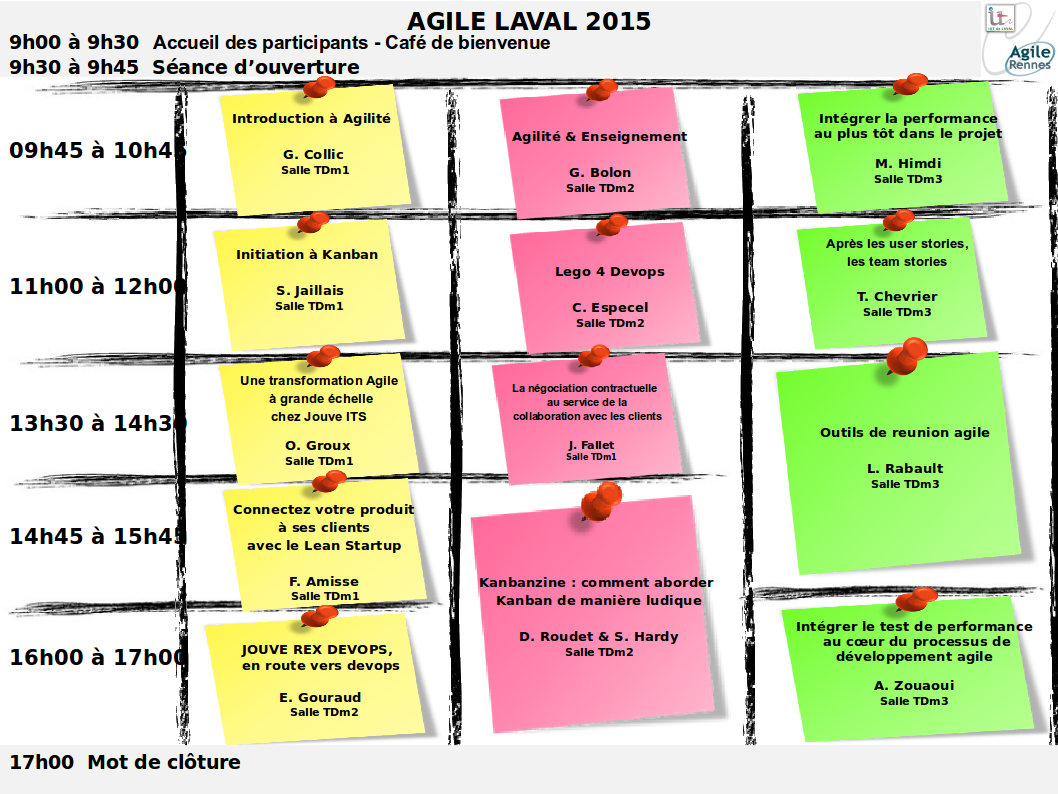 AGILE LAVAL 2015
9h00 à 9h30 Accueil des participants - Café de bienvenue
9h30 à 9h45 Séance d’ouverture
Agile
Rennes
09h45 à 10h45
Introduction à Agilité
G. Collic
Salle TDm1
Agilité & Enseignement
G. Bolon
Salle TDm2
Intégrer la performance
au plus tôt dans le projet
M. Himdi
Salle TDm3
11h00 à 12h00
Initiation à Kanban
S. Jaillais
Salle TDm1
Lego 4 Devops
C. Especel
Salle TDm2
Après les user stories,
les team stories
T. Chevrier
Salle TDm3
13h30 à 14h30
Une transformation Agile
à grande échelle
chez Jouve ITS
O. Groux
Salle TDm1
La négociation contractuelle
au service de la
collaboration avec les clients
J. Fallet
Salle TDm1
Outils de reunion agile
L. Rabault
Salle TDm3
14h45 à 15h45
Connectez votre produit
à ses clients
avec le Lean Startup
F. Amisse
Salle TDm1
Kanbanzine : comment aborder
Kanban de manière ludique
D. Roudet & S. Hardy
Salle TDm2
16h00 à 17h00
JOUVE REX DEVOPS,
en route vers devops
E. Gouraud
Salle TDm2
Intégrer le test de performance
au cœur du processus de
développement agile
A. Zouaoui
Salle TDm3
17h00 Mot de clôture